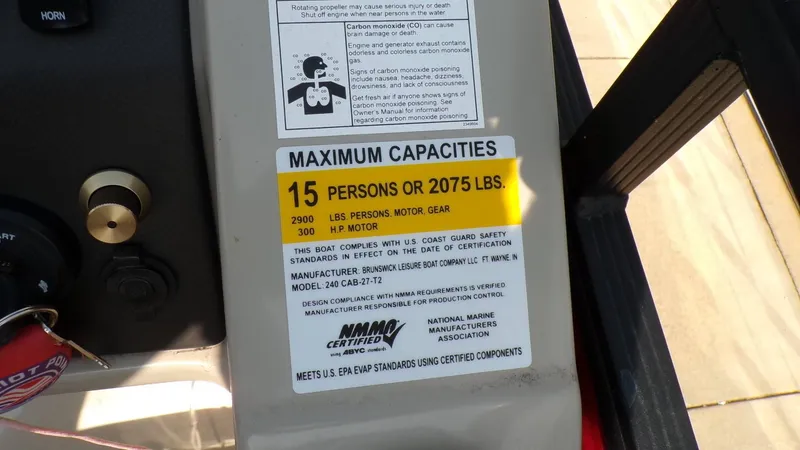 HORN
Rotating propeller may cause serious injury or death
Shut off engine when near persons in the water
Carbon monoxide (CO) can cause
brain damage or death
Engine and generator exhaust contains
odorless and colorless carbon monoxide
gas.
Signs of carbon monoxide poisoning
include nausea, headache, dizziness,
drowsiness, and lack of consciousness
Get fresh air if anyone shows signs of
carbon monoxide poisoning. See
Owner's Manual for information
regarding carbon monoxide poisoning
MAXIMUM CAPACITIES
15 PERSONS OR 2075 LBS.
2900 LBS. PERSONS, MOTOR, GEAR
300 H.P. MOTOR
THIS BOAT COMPLIES WITH U.S. COAST GUARD SAFETY
STANDARDS IN EFFECT ON THE DATE OF CERTIFICATION
MANUFACTURER: BRUNSWICK LEISURE BOAT COMPANY LLC FT. WAYNE, IN
MODEL: 240 CAB-27-T2
DESIGN COMPLIANCE WITH NMMA REQUIREMENTS IS VERIFIED
MANUFACTURER RESPONSIBLE FOR PRODUCTION CONTROL
NMMA
CERTIFIED
using ABYC standards
NATIONAL MARINE
MANUFACTURERS
ASSOCIATION
MEETS U.S. EPA EVAP STANDARDS USING CERTIFIED COMPONENTS